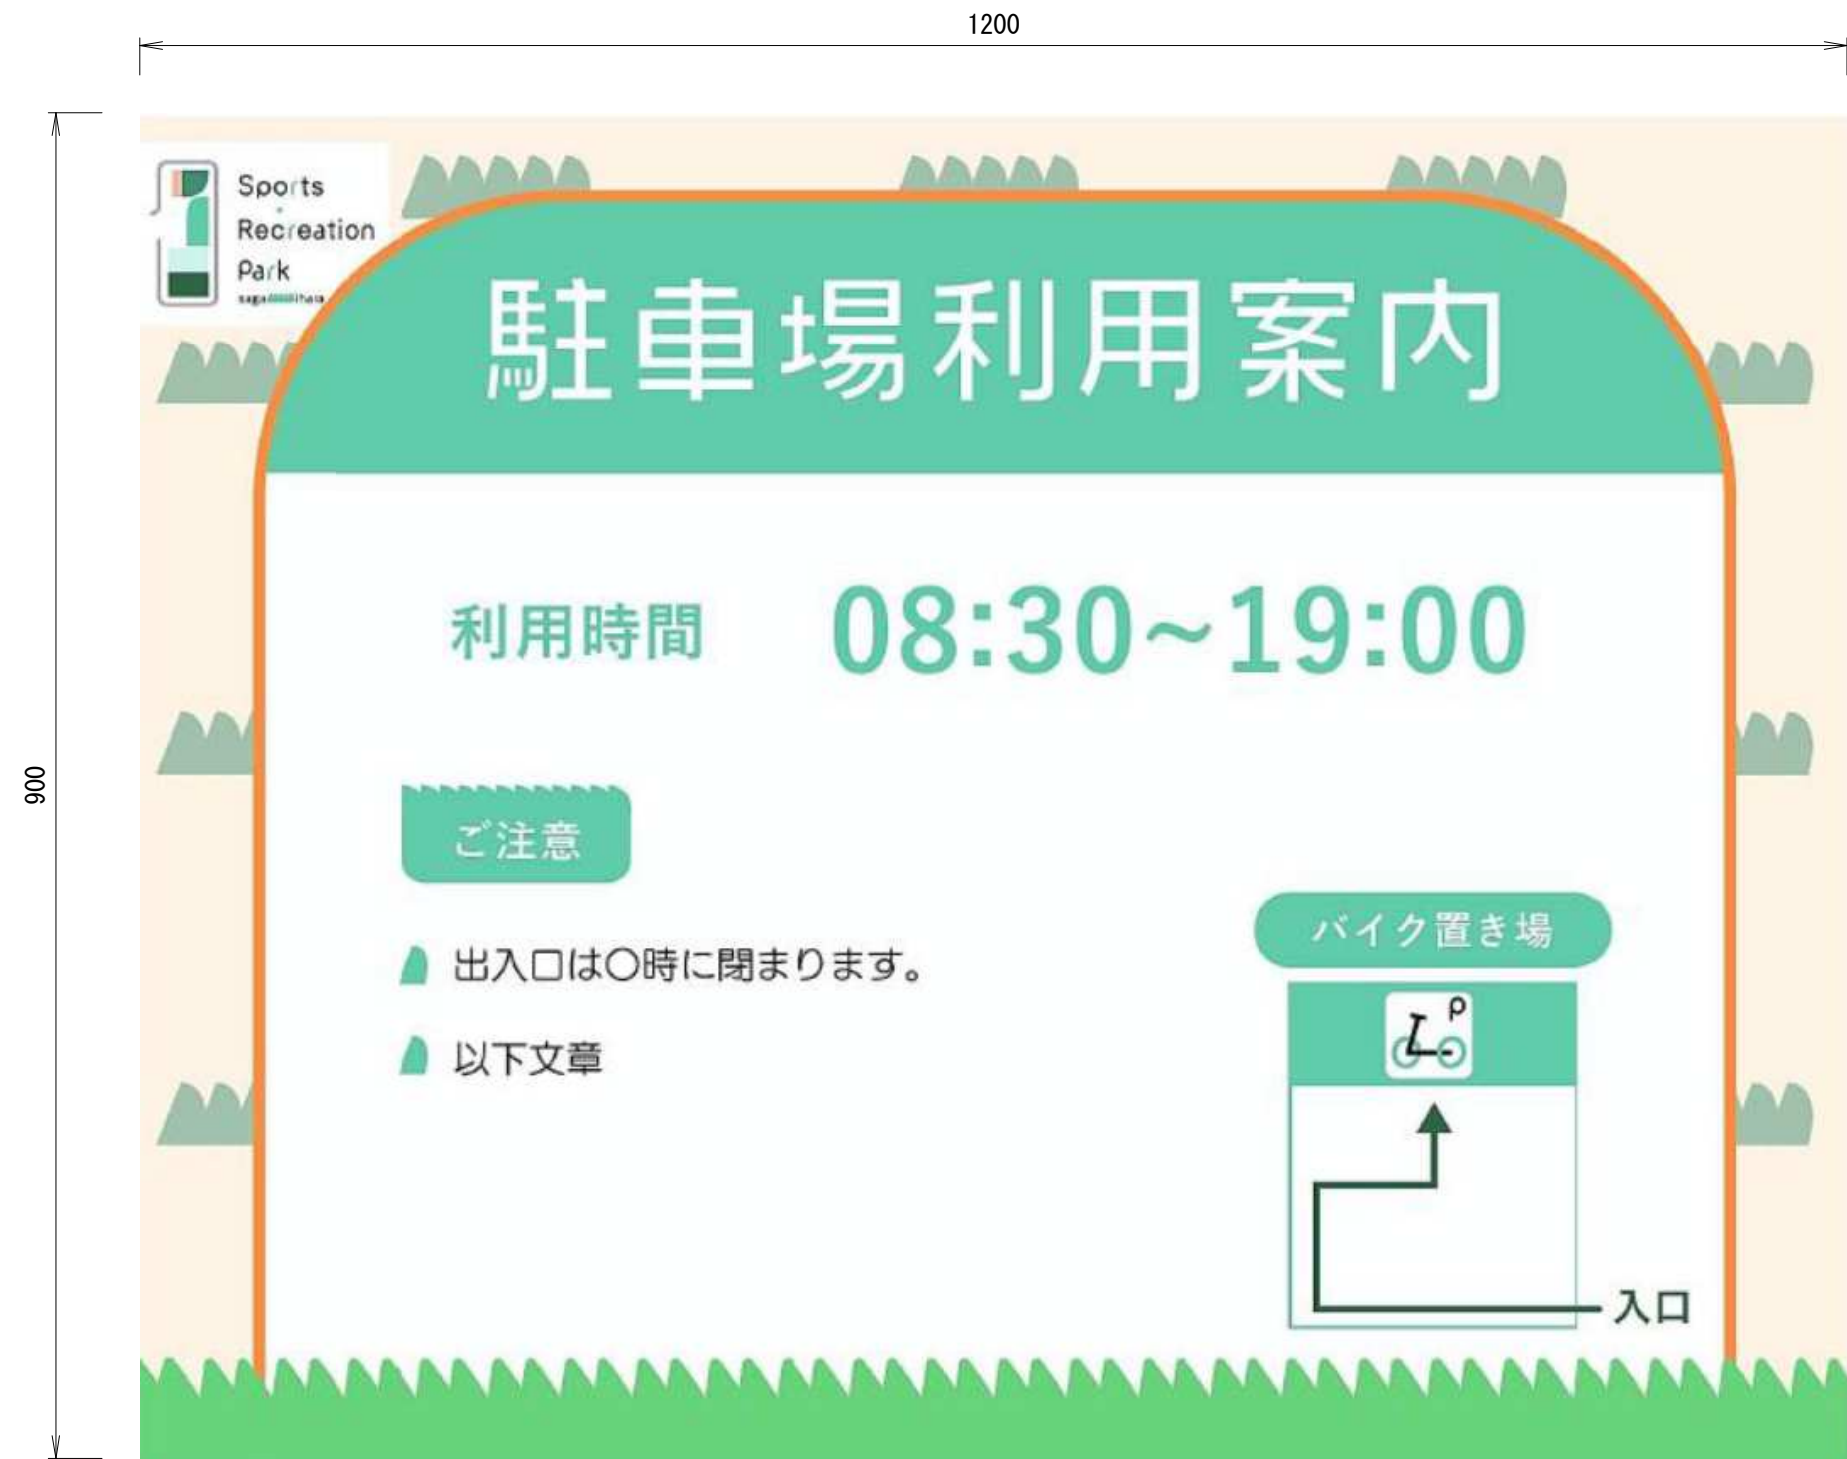 1200
900
Sports
Recreation
Park
駐車場利用案内
利用時間 08:30~19:00
ご注意
出入口は〇時に閉まります。
以下文章
バイク置き場
P
入口